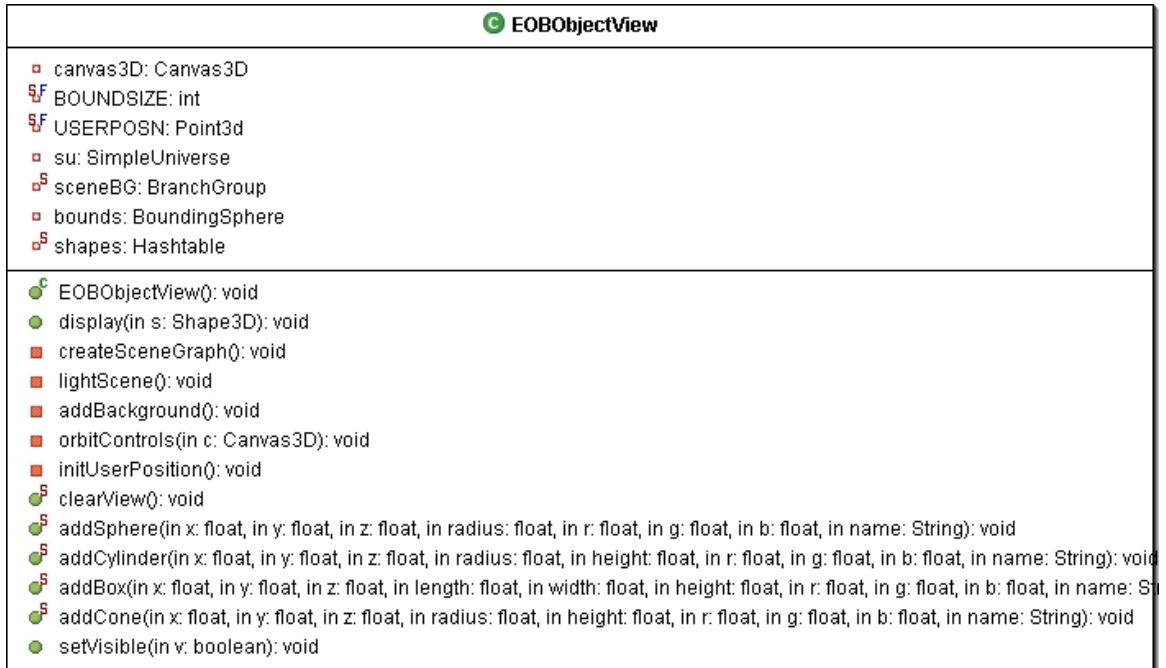 C EOBObjectView
canvas3D: Canvas3D
S F BOUNDSIZE: int
S F USERPOSN: Point3d
su: SimpleUniverse
S sceneBG: BranchGroup
bounds: BoundingSphere
S shapes: Hashtable
C EOBObjectView(): void
display(in s: Shape3D): void
createSceneGraph(): void
lightScene(): void
addBackground(): void
orbitControls(in c: Canvas3D): void
initUserPosition(): void
S clearView(): void
S addSphere(in x: float, in y: float, in z: float, in radius: float, in r: float, in g: float, in b: float, in name: String): void
S addCylinder(in x: float, in y: float, in z: float, in radius: float, in height: float, in r: float, in g: float, in b: float, in name: String): void
S addBox(in x: float, in y: float, in z: float, in length: float, in width: float, in height: float, in r: float, in g: float, in b: float, in name: St
S addCone(in x: float, in y: float, in z: float, in radius: float, in height: float, in r: float, in g: float, in b: float, in name: String): void
setVisible(in v: boolean): void